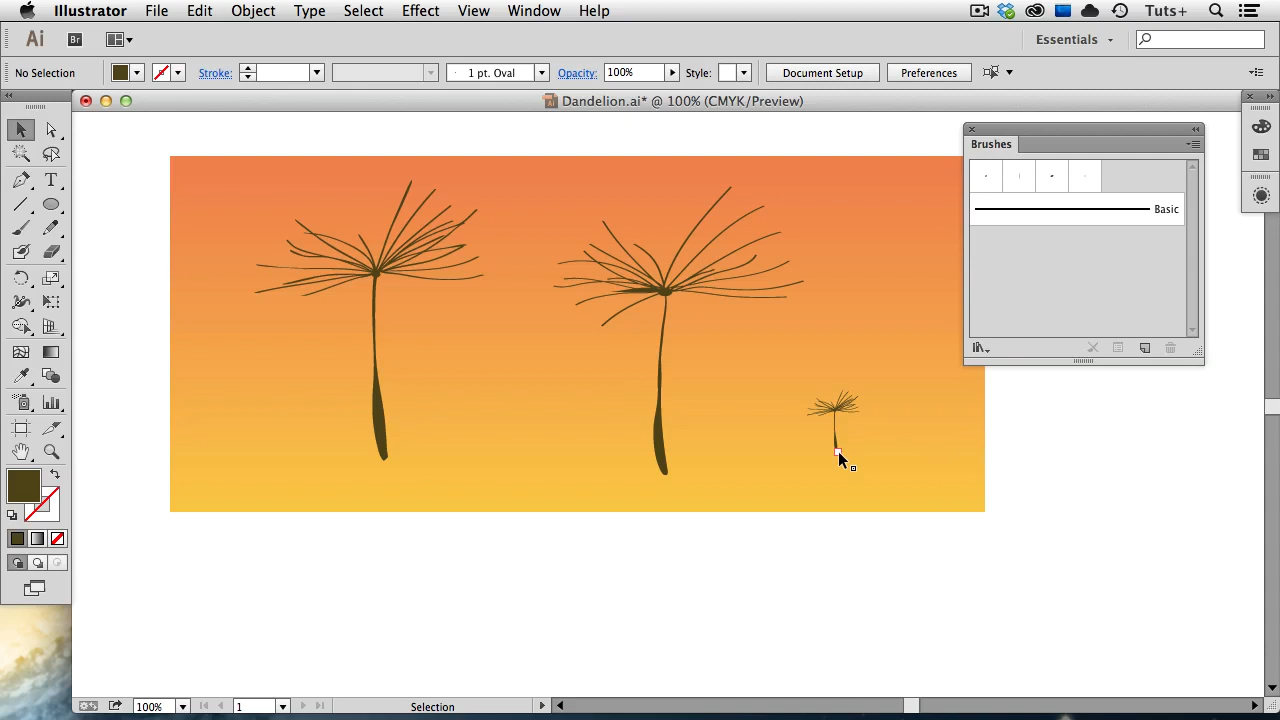 Illustrator File Edit Object Type Select Effect View Window Help Tuts+
Ai Br Essentials
No Selection Stroke: 1 pt. Oval Opacity: 100% Style: Document Setup Preferences
Dandelion.ai* @ 100% (CMYK/Preview)
Brushes
Basic
T
100% 1 Selection